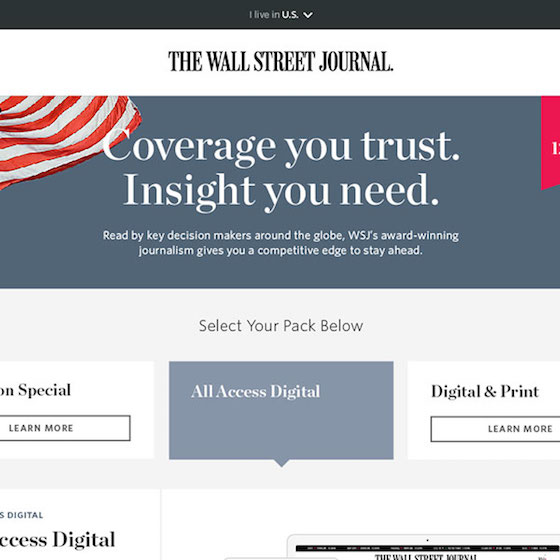 I live in U.S.
THE WALL STREET JOURNAL.
Coverage you trust.
Insight you need.
Read by key decision makers around the globe, WSJ's award-winning
journalism gives you a competitive edge to stay ahead.
Select Your Pack Below
on Special
All Access Digital
Digital & Print
LEARN MORE
LEARN MORE
S DIGITAL
ccess Digital
THE WALL STREET JOURNAL